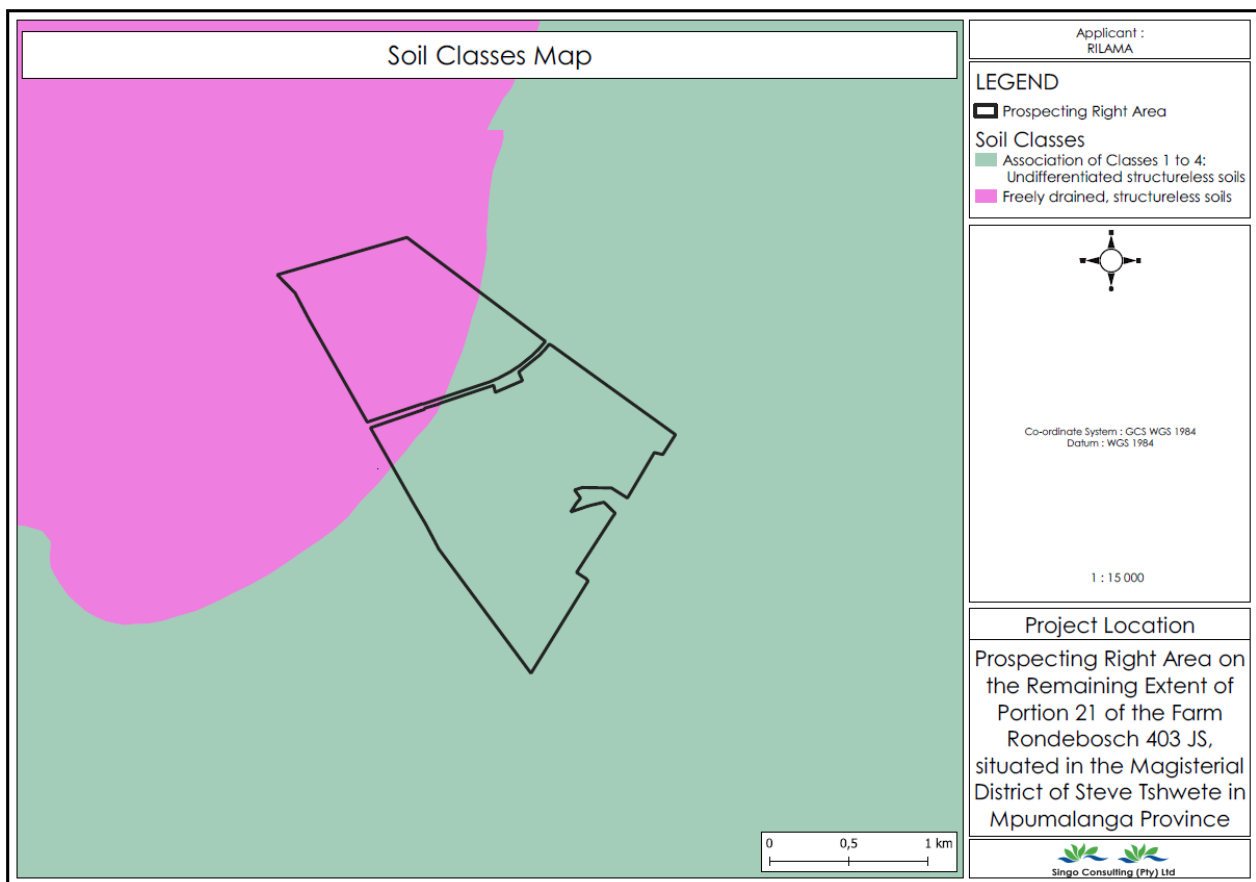 Soil Classes Map
Applicant :
RILAMA
LEGEND
Prospecting Right Area
Soil Classes
Association of Classes 1 to 4:
Undifferentiated structureless soils
Freely drained, structureless soils
N
W E
S
Co-ordinate System : GCS WGS 1984
Datum : WGS 1984
1 : 15 000
Project Location
Prospecting Right Area on
the Remaining Extent of
Portion 21 of the Farm
Rondebosch 403 JS,
situated in the Magisterial
District of Steve Tshwete in
Mpumalanga Province
0 0,5 1 km
Singo Consulting (Pty) Ltd